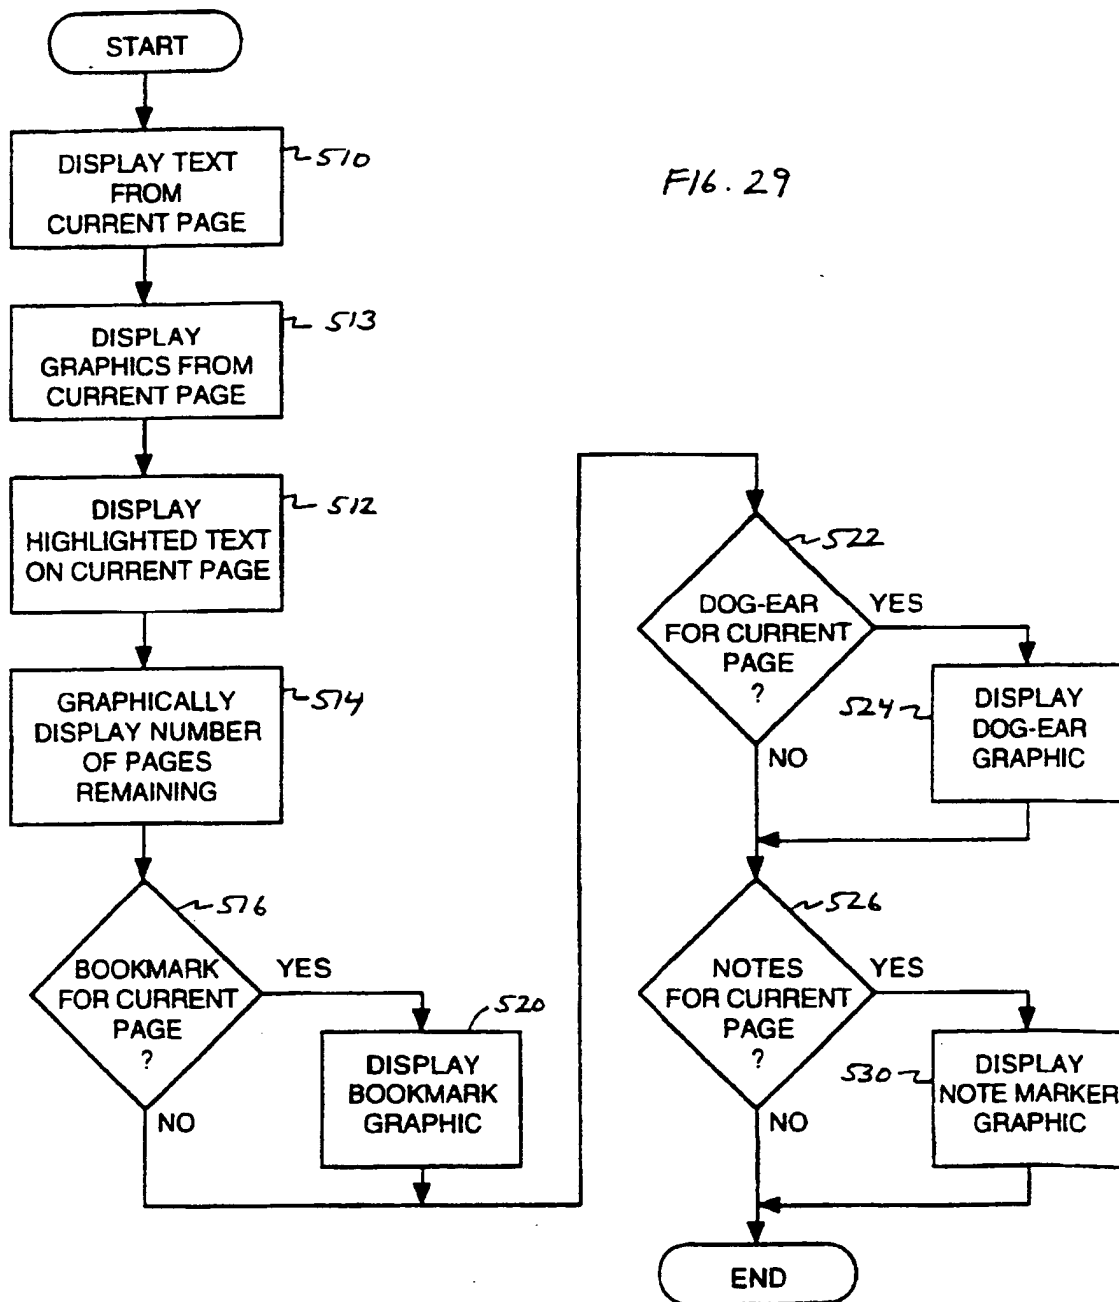 START
DISPLAY TEXT
FROM
CURRENT PAGE
510
FIG. 29
DISPLAY
GRAPHICS FROM
CURRENT PAGE
513
DISPLAY
HIGHLIGHTED TEXT
ON CURRENT PAGE
512
GRAPHICALLY
DISPLAY NUMBER
OF PAGES
REMAINING
514
BOOKMARK
FOR CURRENT
PAGE
?
516
YES
NO
520
DISPLAY
BOOKMARK
GRAPHIC
522
DOG-EAR
FOR CURRENT
PAGE
?
YES
NO
524
DISPLAY
DOG-EAR
GRAPHIC
526
NOTES
FOR CURRENT
PAGE
?
YES
NO
530
DISPLAY
NOTE MARKER
GRAPHIC
END